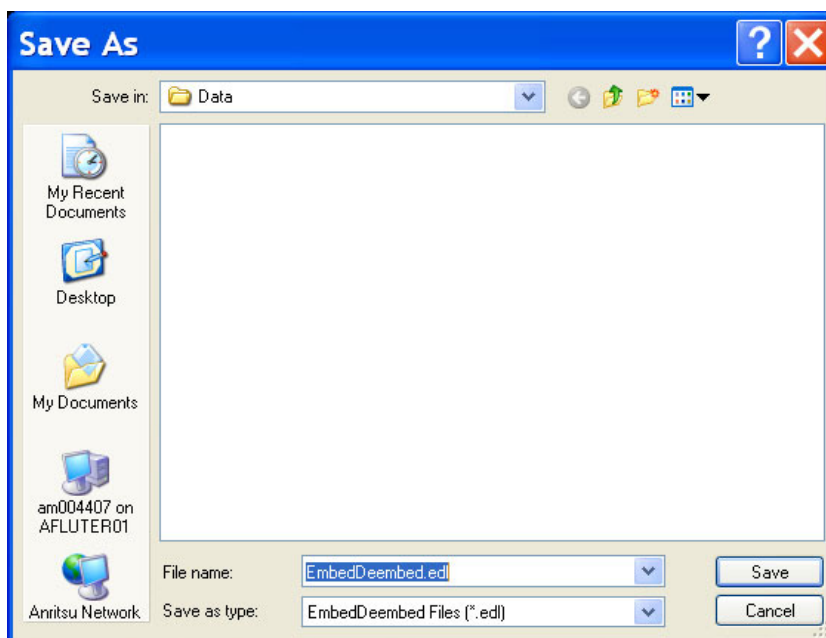 Save As
Save in:
Data
My Recent
Documents
Desktop
My Documents
am004407 on
AFLUTER01
Anritsu Network
File name:
EmbedDeembed.edl
Save
Save as type:
EmbedDeembed Files (*.edl)
Cancel